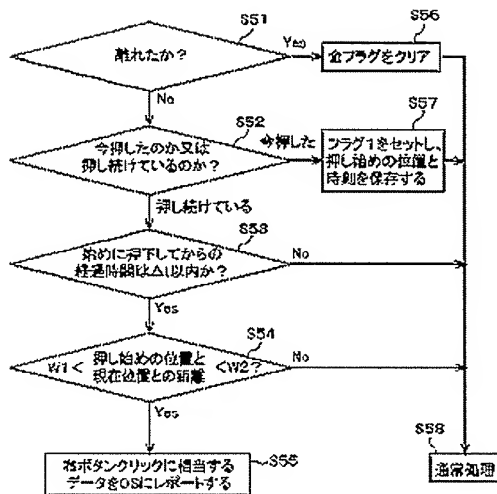 S51
離れたか？
Yes
S56
全フラグをクリア
No
S52
今押したのか又は
押し続けているのか？
今押した
S57
フラグ1をセットし、
押し始めの位置と
時刻を保存する
押し続けている
S53
始めに押下してからの
経過時間はΔt以内か？
No
Yes
S54
W1< 押し始めの位置と
現在位置との距離 <W2？
No
Yes
S55
右ボタンクリックに相当する
データをOSにレポートする
S58
通常処理